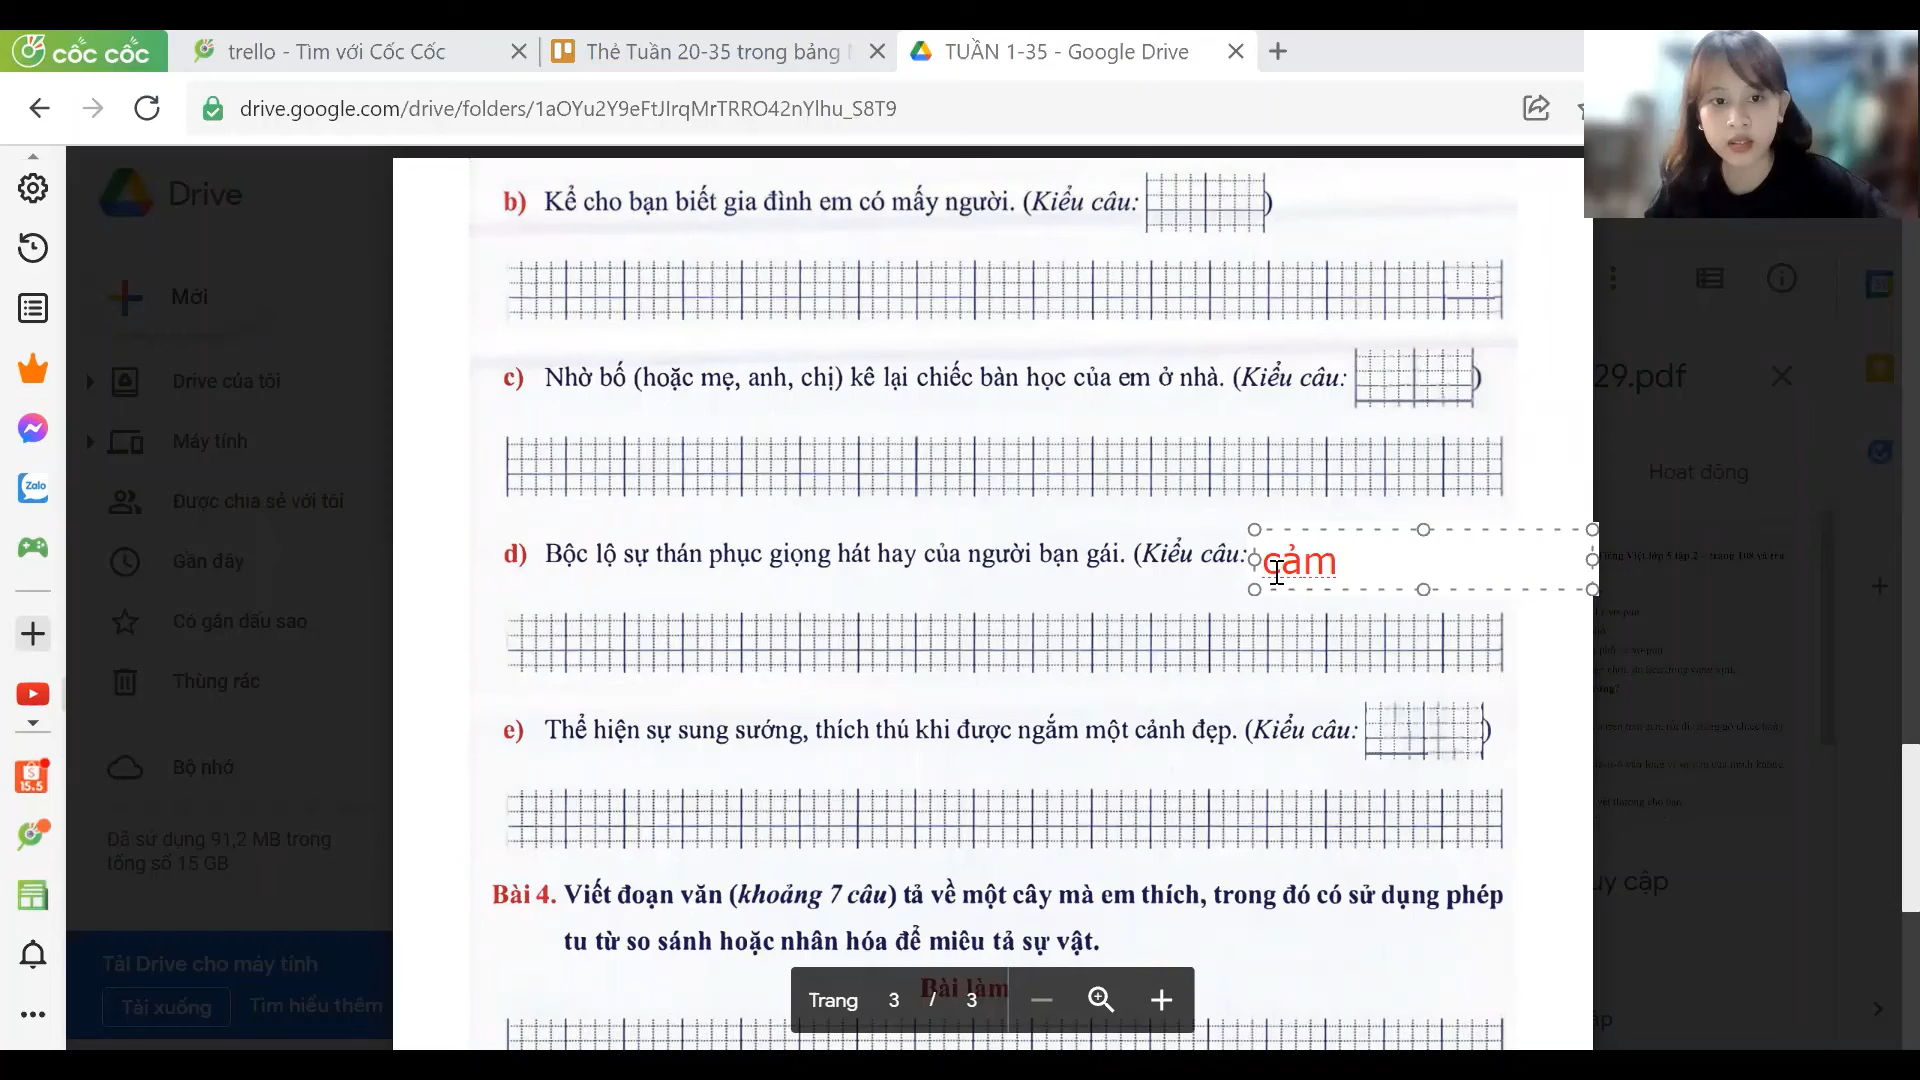 cốc cốc
trello - Tìm với Cốc Cốc
Thẻ Tuần 20-35 trong bảng
TUẦN 1-35 - Google Drive
drive.google.com/drive/folders/1aOYu2Y9eFtJIrqMrTRRO42nYlhu_S8T9
Drive
Mới
Drive của tôi
Máy tính
Được chia sẻ với tôi
Gần đây
Có gắn dấu sao
Thùng rác
Bộ nhớ
Đã sử dụng 91,2 MB trong
tổng số 15 GB
Tải Drive cho máy tính
Tải xuống Tìm hiểu thêm
Zalo
15.5
b) Kể cho bạn biết gia đình em có mấy người. (Kiểu câu: )
c) Nhờ bố (hoặc mẹ, anh, chị) kê lại chiếc bàn học của em ở nhà. (Kiểu câu: )
d) Bộc lộ sự thán phục giọng hát hay của người bạn gái. (Kiểu câu: cảm
e) Thể hiện sự sung sướng, thích thú khi được ngắm một cảnh đẹp. (Kiểu câu: )
Bài 4. Viết đoạn văn (khoảng 7 câu) tả về một cây mà em thích, trong đó có sử dụng phép
tu từ so sánh hoặc nhân hóa để miêu tả sự vật.
Bài làm
Trang 3 / 3
29.pdf
Hoạt động